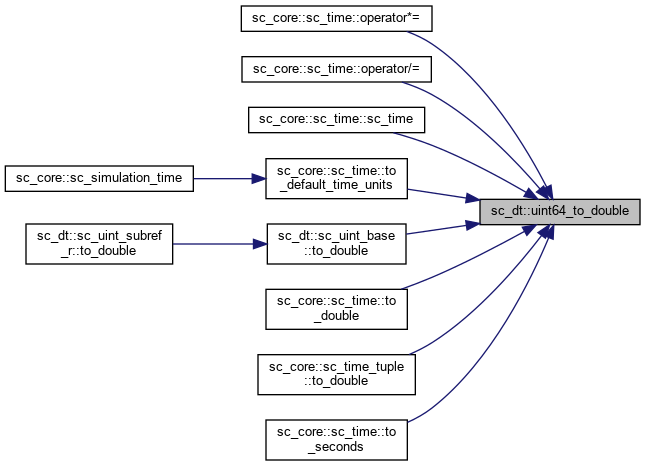 sc_core::sc_time::operator*=
sc_core::sc_time::operator/=
sc_core::sc_time::sc_time
sc_core::sc_time::to
_default_time_units
sc_core::sc_simulation_time
sc_dt::uint64_to_double
sc_dt::sc_uint_subref
_r::to_double
sc_dt::sc_uint_base
::to_double
sc_core::sc_time::to
_double
sc_core::sc_time_tuple
::to_double
sc_core::sc_time::to
_seconds